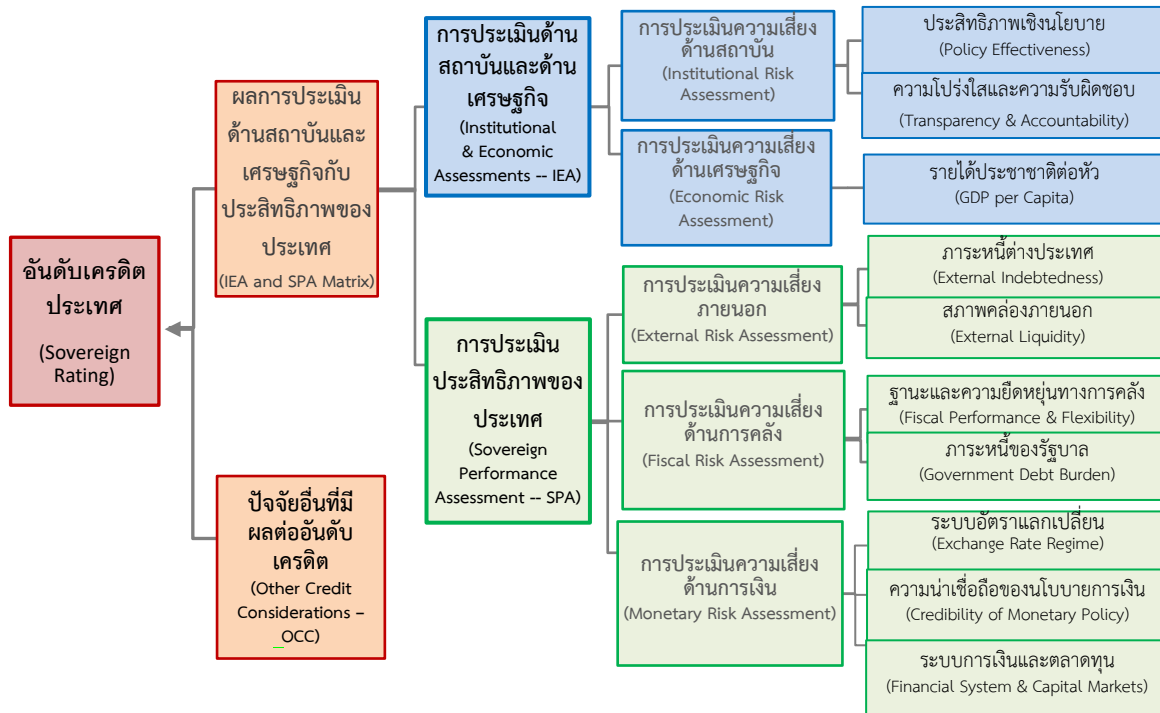 อันดับเครดิต
ประเทศ
(Sovereign
Rating)
ผลการประเมิน
ด้านสถาบันและ
เศรษฐกิจกับ
ประสิทธิภาพของ
ประเทศ
(IEA and SPA Matrix)
ปัจจัยอื่นที่มี
ผลต่ออันดับ
เครดิต
(Other Credit
Considerations –
OCC)
การประเมินด้าน
สถาบันและด้าน
เศรษฐกิจ
(Institutional
& Economic
Assessments -- IEA)
การประเมิน
ประสิทธิภาพของ
ประเทศ
(Sovereign
Performance
Assessment -- SPA)
การประเมินความเสี่ยง
ด้านสถาบัน
(Institutional Risk
Assessment)
การประเมินความเสี่ยง
ด้านเศรษฐกิจ
(Economic Risk
Assessment)
การประเมินความเสี่ยง
ภายนอก
(External Risk Assessment)
การประเมินความเสี่ยง
ด้านการคลัง
(Fiscal Risk Assessment)
การประเมินความเสี่ยง
ด้านการเงิน
(Monetary Risk Assessment)
ประสิทธิภาพเชิงนโยบาย
(Policy Effectiveness)
ความโปร่งใสและความรับผิดชอบ
(Transparency & Accountability)
รายได้ประชาชาติต่อหัว
(GDP per Capita)
ภาระหนี้ต่างประเทศ
(External Indebtedness)
สภาพคล่องภายนอก
(External Liquidity)
ฐานะและความยืดหยุ่นทางการคลัง
(Fiscal Performance & Flexibility)
ภาระหนี้ของรัฐบาล
(Government Debt Burden)
ระบบอัตราแลกเปลี่ยน
(Exchange Rate Regime)
ความน่าเชื่อถือของนโบบายการเงิน
(Credibility of Monetary Policy)
ระบบการเงินและตลาดทุน
(Financial System & Capital Markets)